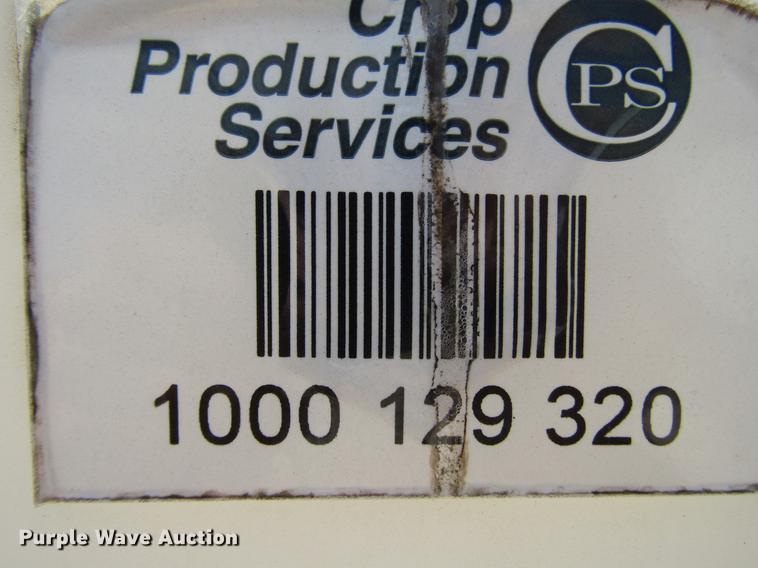 Crop
Production
Services
CPS
1000 129 320
Purple Wave Auction